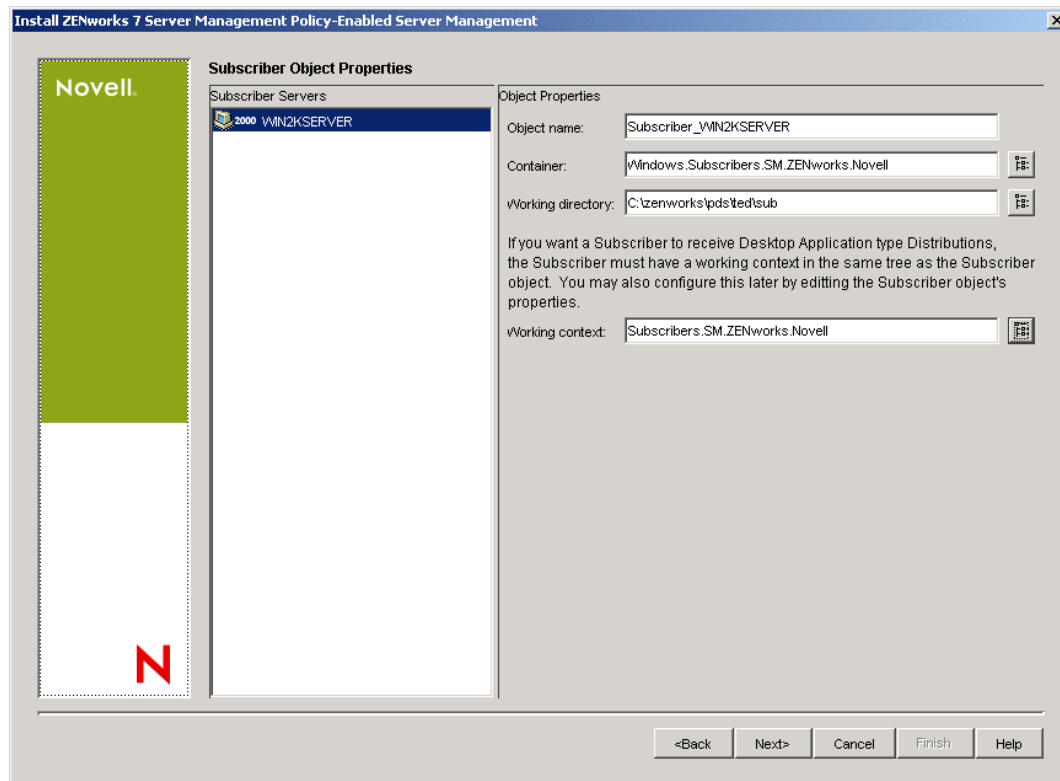 Install ZENworks 7 Server Management Policy-Enabled Server Management
Novell.
Subscriber Object Properties
Subscriber Servers
2000 WIN2KSERVER
Object Properties
Object name: Subscriber_WIN2KSERVER
Container: Windows.Subscribers.SM.ZENworks.Novell
Working directory: C:\zenworks\pds\ted\sub
If you want a Subscriber to receive Desktop Application type Distributions,
the Subscriber must have a working context in the same tree as the Subscriber
object. You may also configure this later by editting the Subscriber object's
properties.
Working context: Subscribers.SM.ZENworks.Novell
N
<Back Next> Cancel Finish Help